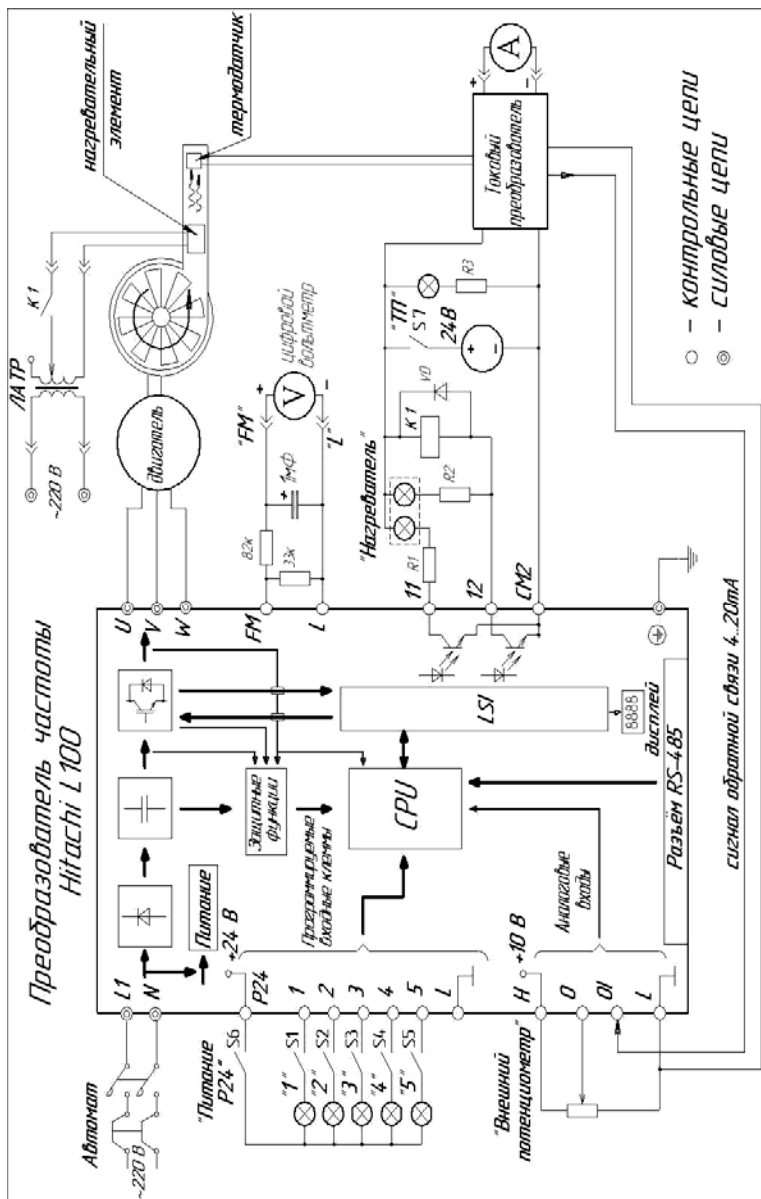 Преобразователь частоты
Hitachi L100
Автомат
~220 В
L1
N
Питание
+24 В
"Питание
P24"
S6
P24
"1"
S1
1
"2"
S2
2
"3"
S3
3
"4"
S4
4
"5"
S5
5
L
Программируемые
входные клеммы
Защитные
функции
CPU
LSI
8888
дисплей
"Внешний
потенциометр"
H
+10 В
O
OI
L
Аналоговые
входы
Разъём RS-485
сигнал обратной связи 4..20mA
U
V
W
двигатель
~220 В
ЛАТР
K1
нагревательный
элемент
термодатчик
FM
L
82к
33к
1мФ
+
"FM"
"L"
+
V
–
цифровой
вольтметр
11
12
CM2
R1
"Нагреватель"
R2
K1
VD
"ТП"
S7
24В
+
–
R3
Токовый
преобразователь
+
A
–
– контрольные цепи
– силовые цепи